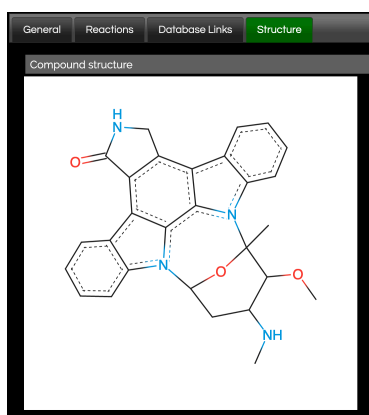 General Reactions Database Links Structure
Compound structure
H
N
O
N
N
O
O
NH